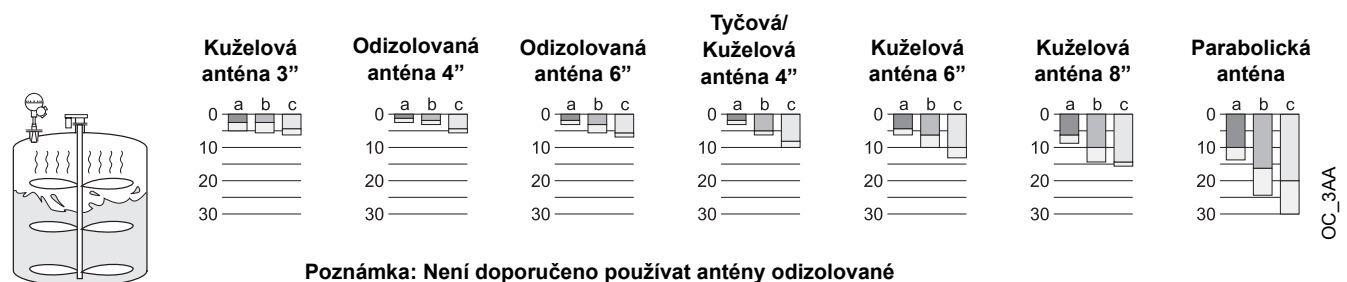 Kuželová
anténa 3”
Odizolovaná
anténa 4”
Odizolovaná
anténa 6”
Tyčová/
Kuželová
anténa 4”
Kuželová
anténa 6”
Kuželová
anténa 8”
Parabolická
anténa
a b c
0
10
20
30
a b c
0
10
20
30
a b c
0
10
20
30
a b c
0
10
20
30
a b c
0
10
20
30
a b c
0
10
20
30
a b c
0
10
20
30
OC_3AA
Poznámka: Není doporučeno používat antény odizolované